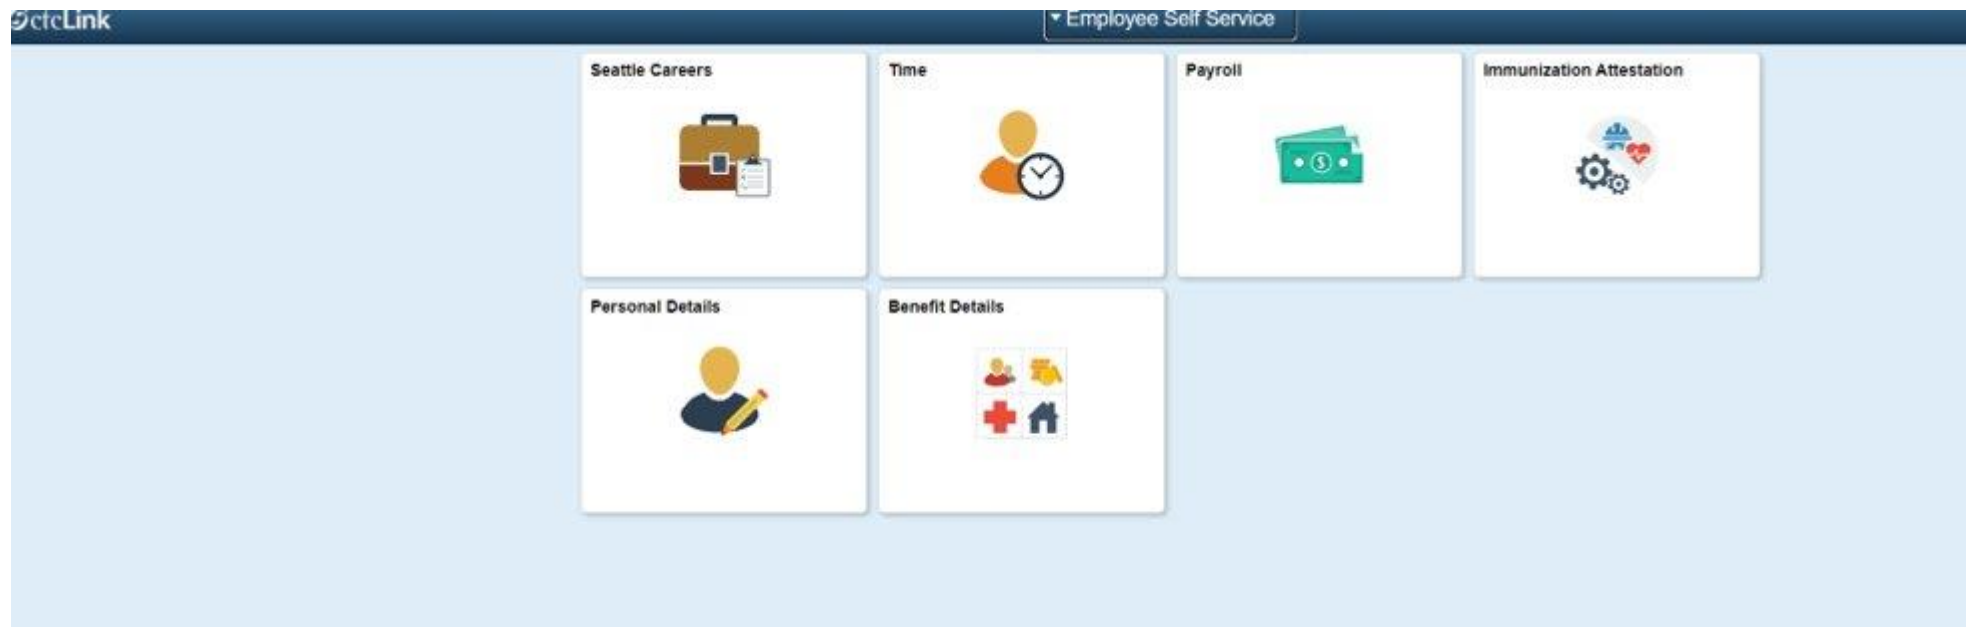 ctcLink
Employee Self Service
Seattle Careers
Time
Payroll
Immunization Attestation
$
Personal Details
Benefit Details